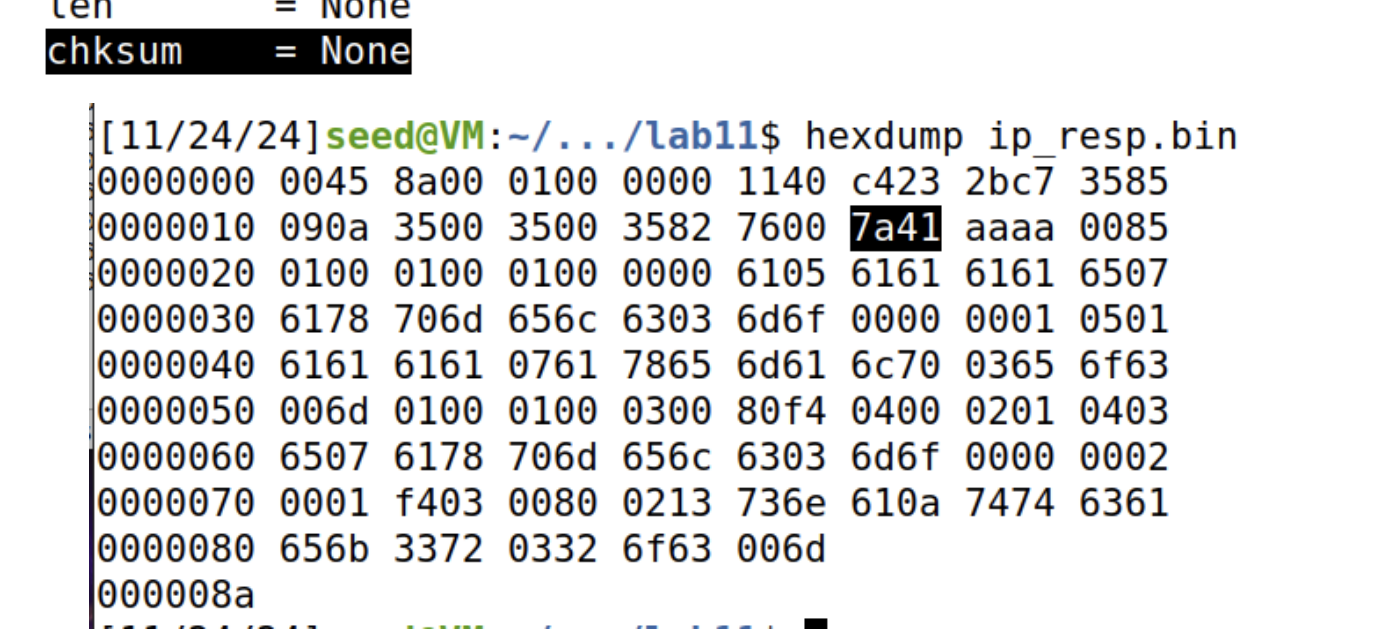 len = None
chksum = None
[11/24/24]seed@VM:~/.../lab11$ hexdump ip_resp.bin
0000000 0045 8a00 0100 0000 1140 c423 2bc7 3585
0000010 090a 3500 3500 3582 7600 7a41 aaaa 0085
0000020 0100 0100 0100 0000 6105 6161 6161 6507
0000030 6178 706d 656c 6303 6d6f 0000 0001 0501
0000040 6161 6161 0761 7865 6d61 6c70 0365 6f63
0000050 006d 0100 0100 0300 80f4 0400 0201 0403
0000060 6507 6178 706d 656c 6303 6d6f 0000 0002
0000070 0001 f403 0080 0213 736e 610a 7474 6361
0000080 656b 3372 0332 6f63 006d
000008a